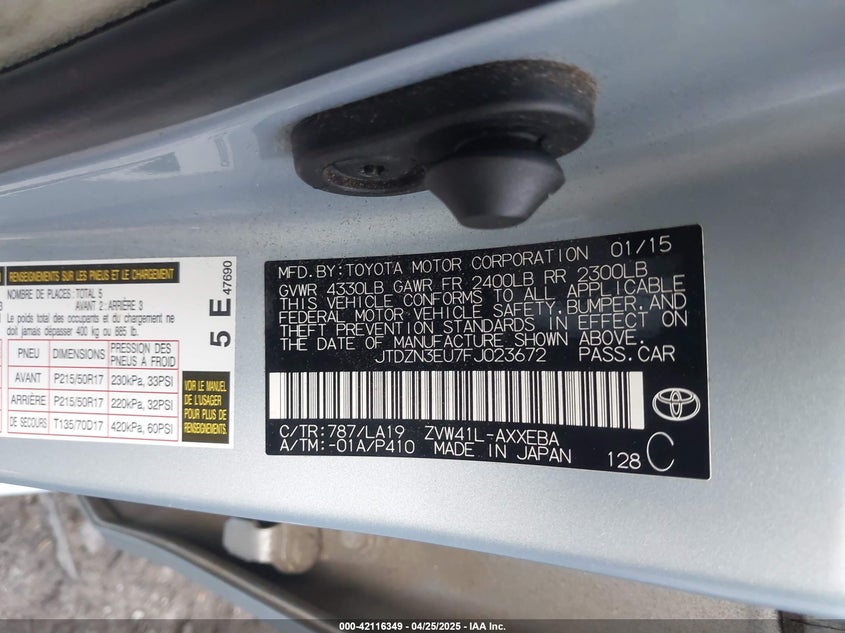 RENSEIGNEMENTS SUR LES PNEUS ET LE CHARGEMENT
NOMBRE DE PLACES: TOTAL 5
AVANT 2: ARRIÈRE 3
Le poids total des occupants et du chargement ne
doit jamais dépasser 400 kg ou 885 lb.
PNEU DIMENSIONS PRESSION DES PNEUS À FROID
AVANT P215/50R17 230kPa, 33PSI
ARRIÈRE P215/50R17 220kPa, 32PSI
DE SECOURS T135/70D17 420kPa, 60PSI
VOIR LE MANUEL
DE L'USAGER
POUR PLUS DE
RENSEIGNEMENTS
5 E 47690
MFD. BY: TOYOTA MOTOR CORPORATION 01/15
GVWR 4330LB GAWR FR 2400LB RR 2300LB
THIS VEHICLE CONFORMS TO ALL APPLICABLE
FEDERAL MOTOR VEHICLE SAFETY, BUMPER, AND
THEFT PREVENTION STANDARDS IN EFFECT ON
THE DATE OF MANUFACTURE SHOWN ABOVE.
JTDZN3EU7FJ023672 PASS. CAR
C/TR: 787/LA19 ZVW41L-AXXEBA
A/TM: -01A/P410 MADE IN JAPAN 128 C
000-42116349 / 04/25/2025 - IAA Inc.